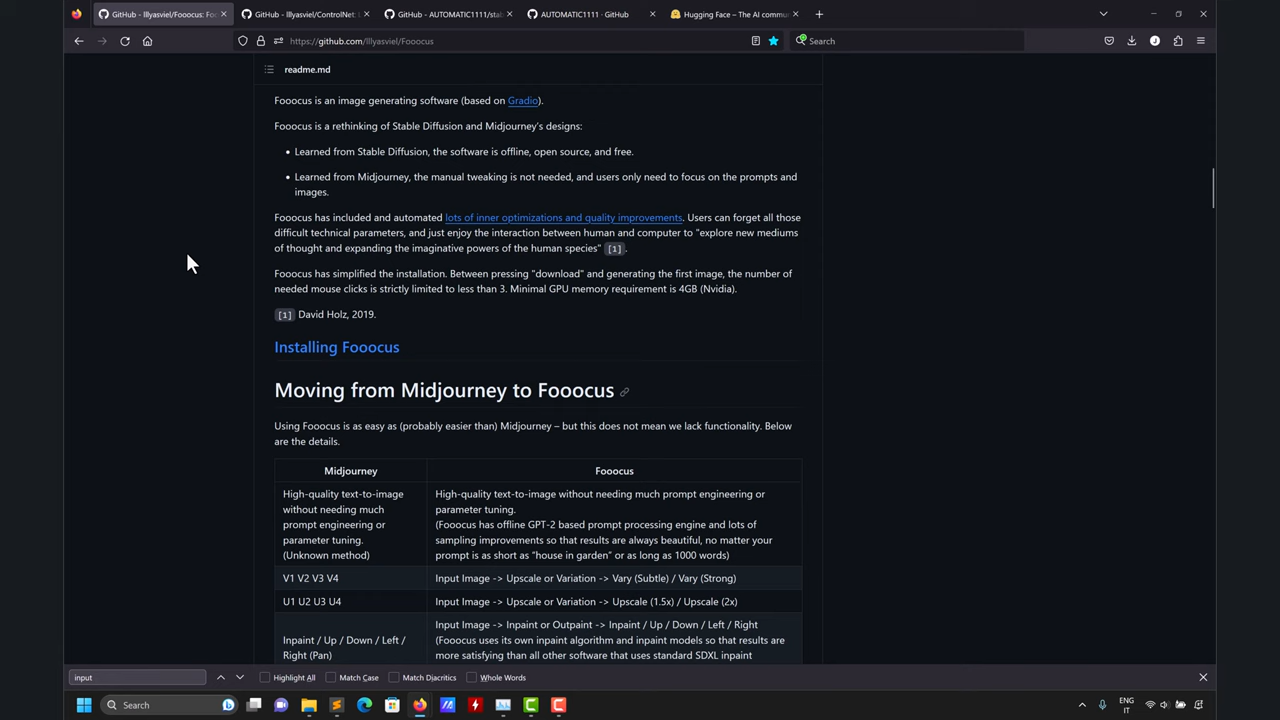 GitHub - lllyasviel/Fooocus: Fo
GitHub - lllyasviel/ControlNet: L
GitHub - AUTOMATIC1111/stab
AUTOMATIC1111 · GitHub
Hugging Face – The AI commu
https://github.com/lllyasviel/Fooocus
Search
readme.md
Fooocus is an image generating software (based on Gradio).
Fooocus is a rethinking of Stable Diffusion and Midjourney's designs:
• Learned from Stable Diffusion, the software is offline, open source, and free.
• Learned from Midjourney, the manual tweaking is not needed, and users only need to focus on the prompts and
images.
Fooocus has included and automated lots of inner optimizations and quality improvements. Users can forget all those
difficult technical parameters, and just enjoy the interaction between human and computer to "explore new mediums
of thought and expanding the imaginative powers of the human species" [1].
Fooocus has simplified the installation. Between pressing "download" and generating the first image, the number of
needed mouse clicks is strictly limited to less than 3. Minimal GPU memory requirement is 4GB (Nvidia).
[1] David Holz, 2019.
Installing Fooocus
Moving from Midjourney to Fooocus
Using Fooocus is as easy as (probably easier than) Midjourney – but this does not mean we lack functionality. Below
are the details.
Midjourney
Fooocus
High-quality text-to-image
without needing much
prompt engineering or
parameter tuning.
(Unknown method)
High-quality text-to-image without needing much prompt engineering or
parameter tuning.
(Fooocus has offline GPT-2 based prompt processing engine and lots of
sampling improvements so that results are always beautiful, no matter your
prompt is as short as "house in garden" or as long as 1000 words)
V1 V2 V3 V4
Input Image -> Upscale or Variation -> Vary (Subtle) / Vary (Strong)
U1 U2 U3 U4
Input Image -> Upscale or Variation -> Upscale (1.5x) / Upscale (2x)
Inpaint / Up / Down / Left /
Right (Pan)
Input Image -> Inpaint or Outpaint -> Inpaint / Up / Down / Left / Right
(Fooocus uses its own inpaint algorithm and inpaint models so that results are
more satisfying than all other software that uses standard SDXL inpaint
input
Highlight All
Match Case
Match Diacritics
Whole Words
Search
ENG
IT